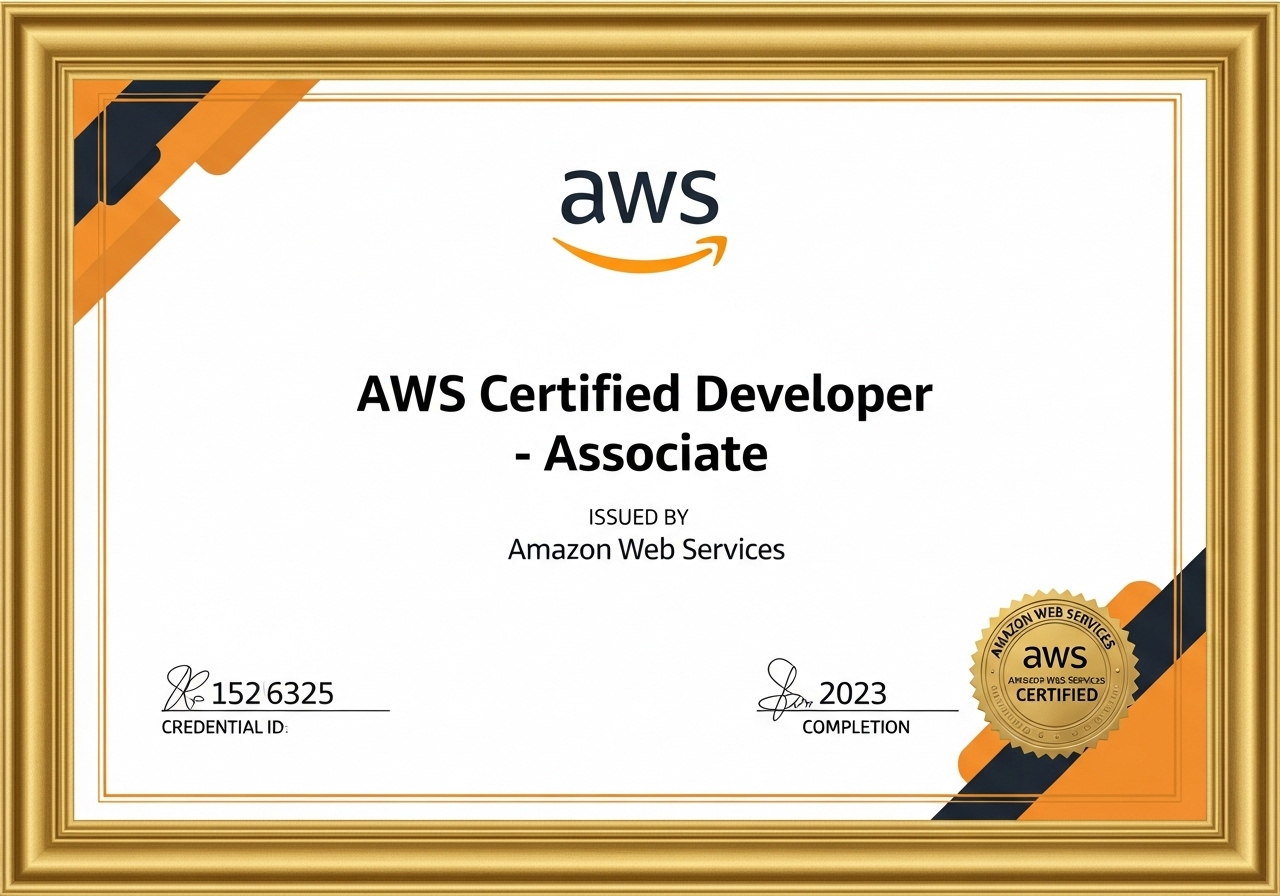 aws
AWS Certified Developer
- Associate
ISSUED BY
Amazon Web Services
152 6325
CREDENTIAL ID:
2023
COMPLETION
AMAZON WEB SERVICES
aws
CERTIFIED